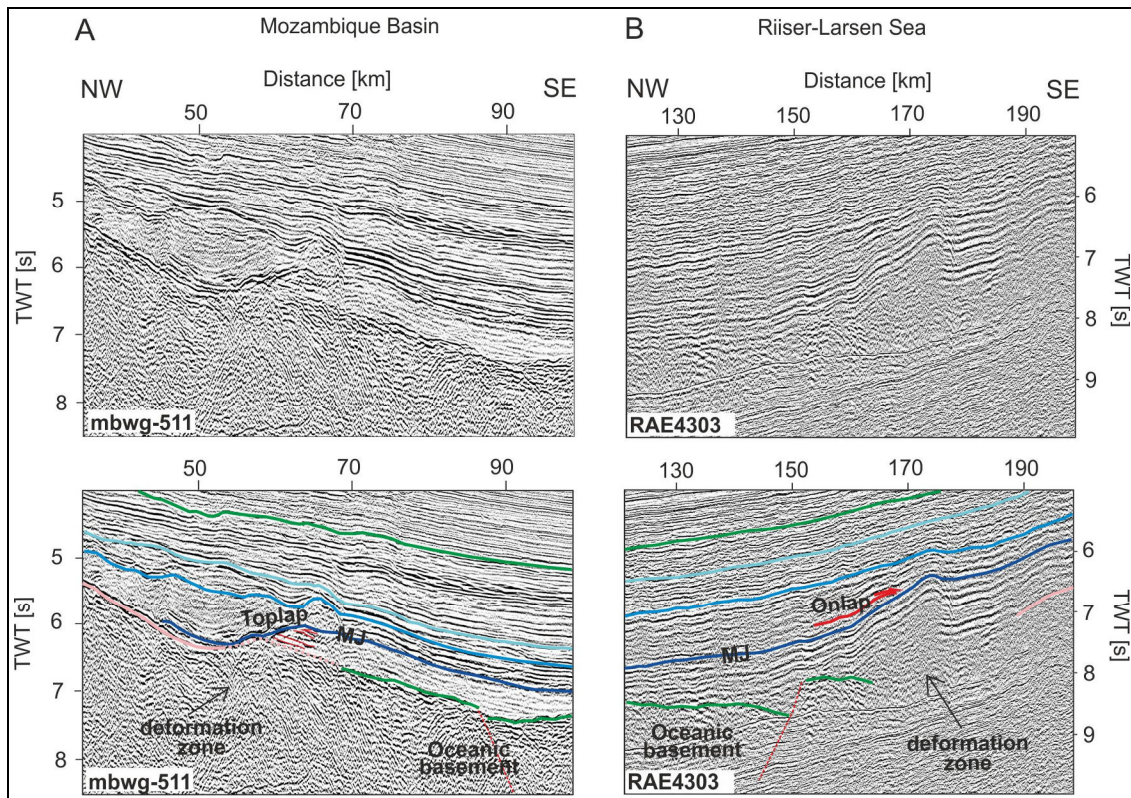 A Mozambique Basin
B Riiser-Larsen Sea
NW Distance [km] SE
50 70 90
NW Distance [km] SE
130 150 170 190
5
6
7
8
TWT [s]
mbwg-511
6
7
8
9
TWT [s]
RAE4303
50 70 90
130 150 170 190
5
6
7
8
TWT [s]
Toplap
MJ
deformation
zone
Oceanic
basement
mbwg-511
6
7
8
9
TWT [s]
Onlap
MJ
Oceanic
basement
deformation
zone
RAE4303